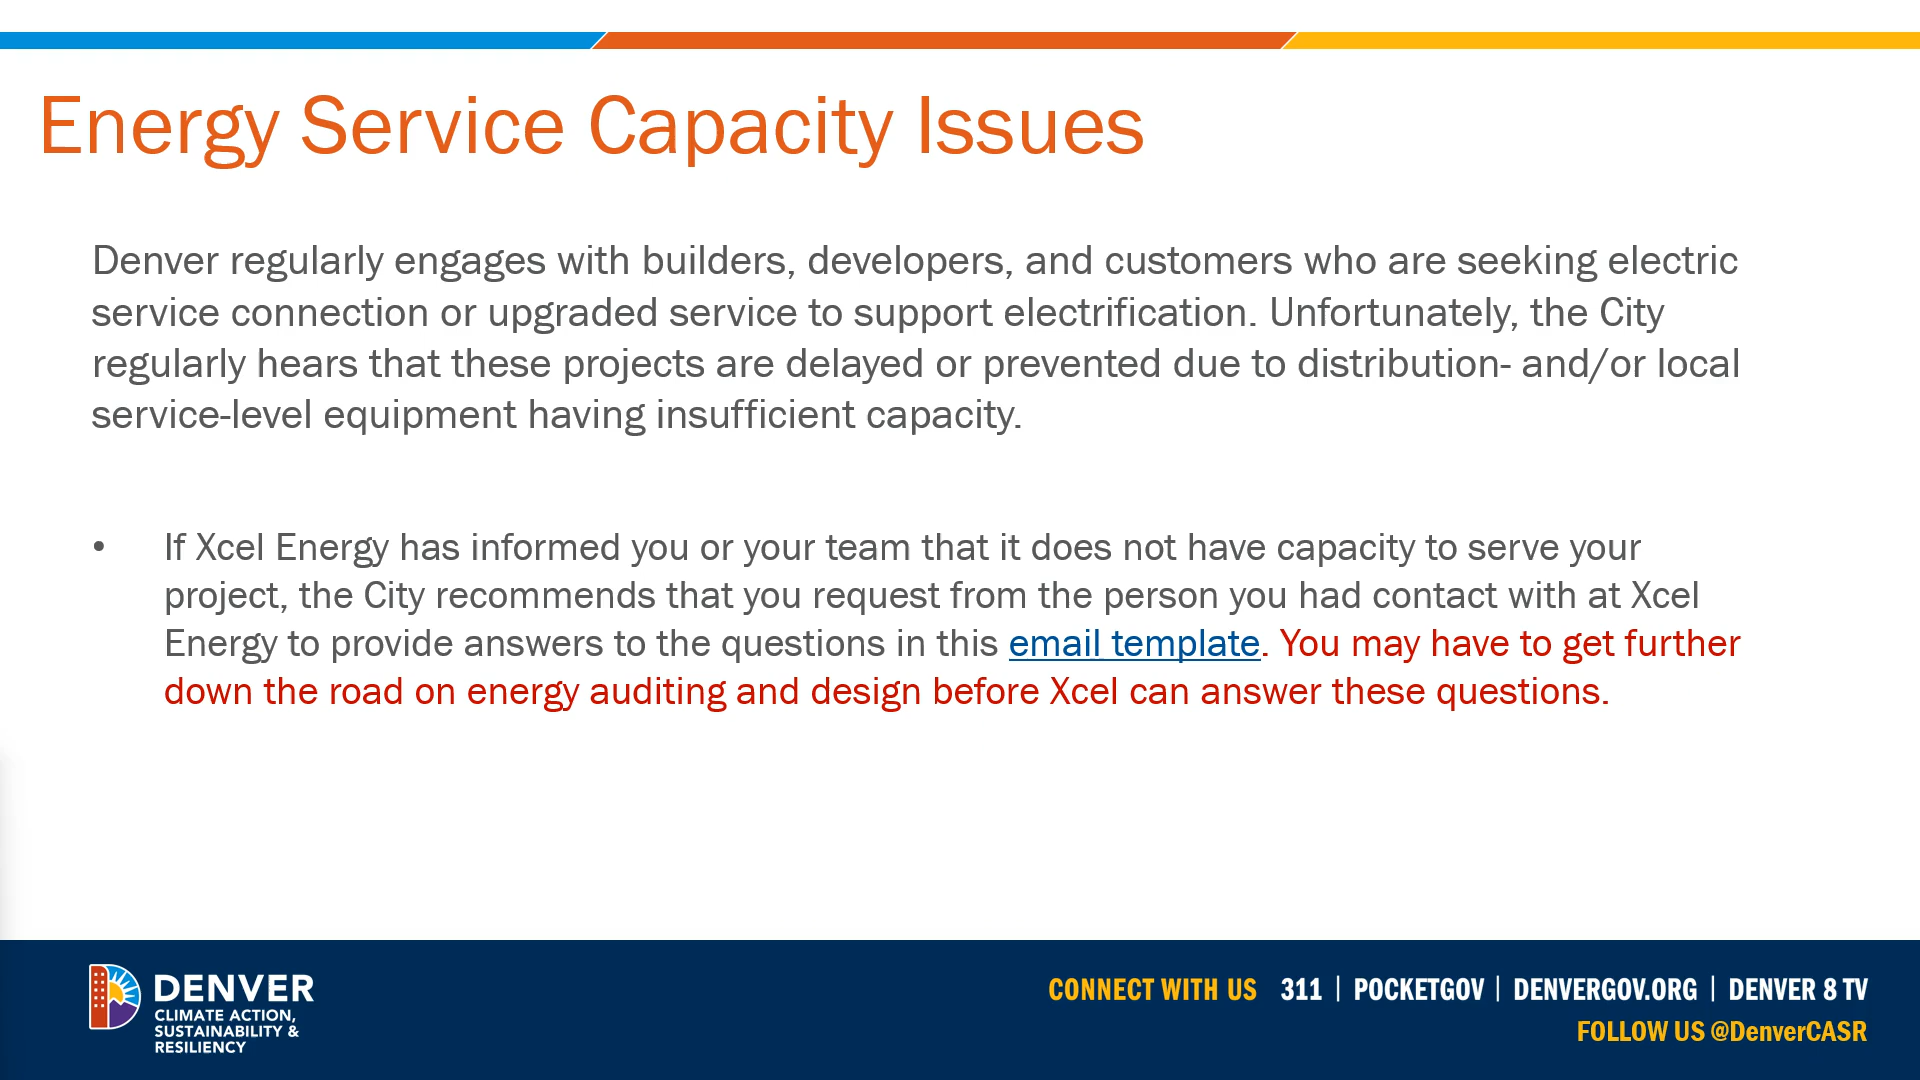 Energy Service Capacity Issues
Denver regularly engages with builders, developers, and customers who are seeking electric
service connection or upgraded service to support electrification. Unfortunately, the City
regularly hears that these projects are delayed or prevented due to distribution- and/or local
service-level equipment having insufficient capacity.
• If Xcel Energy has informed you or your team that it does not have capacity to serve your
project, the City recommends that you request from the person you had contact with at Xcel
Energy to provide answers to the questions in this email template. You may have to get further
down the road on energy auditing and design before Xcel can answer these questions.
DENVER
CLIMATE ACTION,
SUSTAINABILITY &
RESILIENCY
CONNECT WITH US 311 | POCKETGOV | DENVERGOV.ORG | DENVER 8 TV
FOLLOW US @DenverCASR